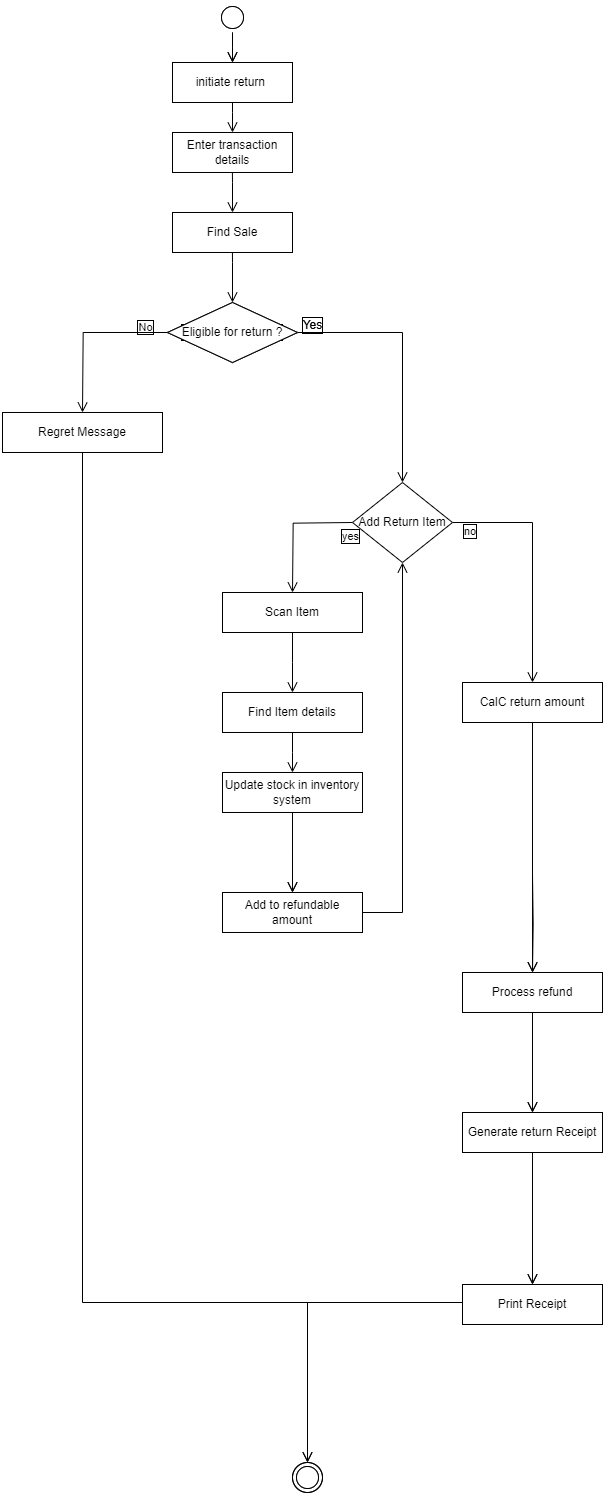 initiate return
Enter transaction
details
Find Sale
No
Eligible for return ?
Yes
Regret Message
Add Return Item
yes
no
Scan Item
Find Item details
CalC return amount
Update stock in inventory
system
Add to refundable
amount
Process refund
Generate return Receipt
Print Receipt